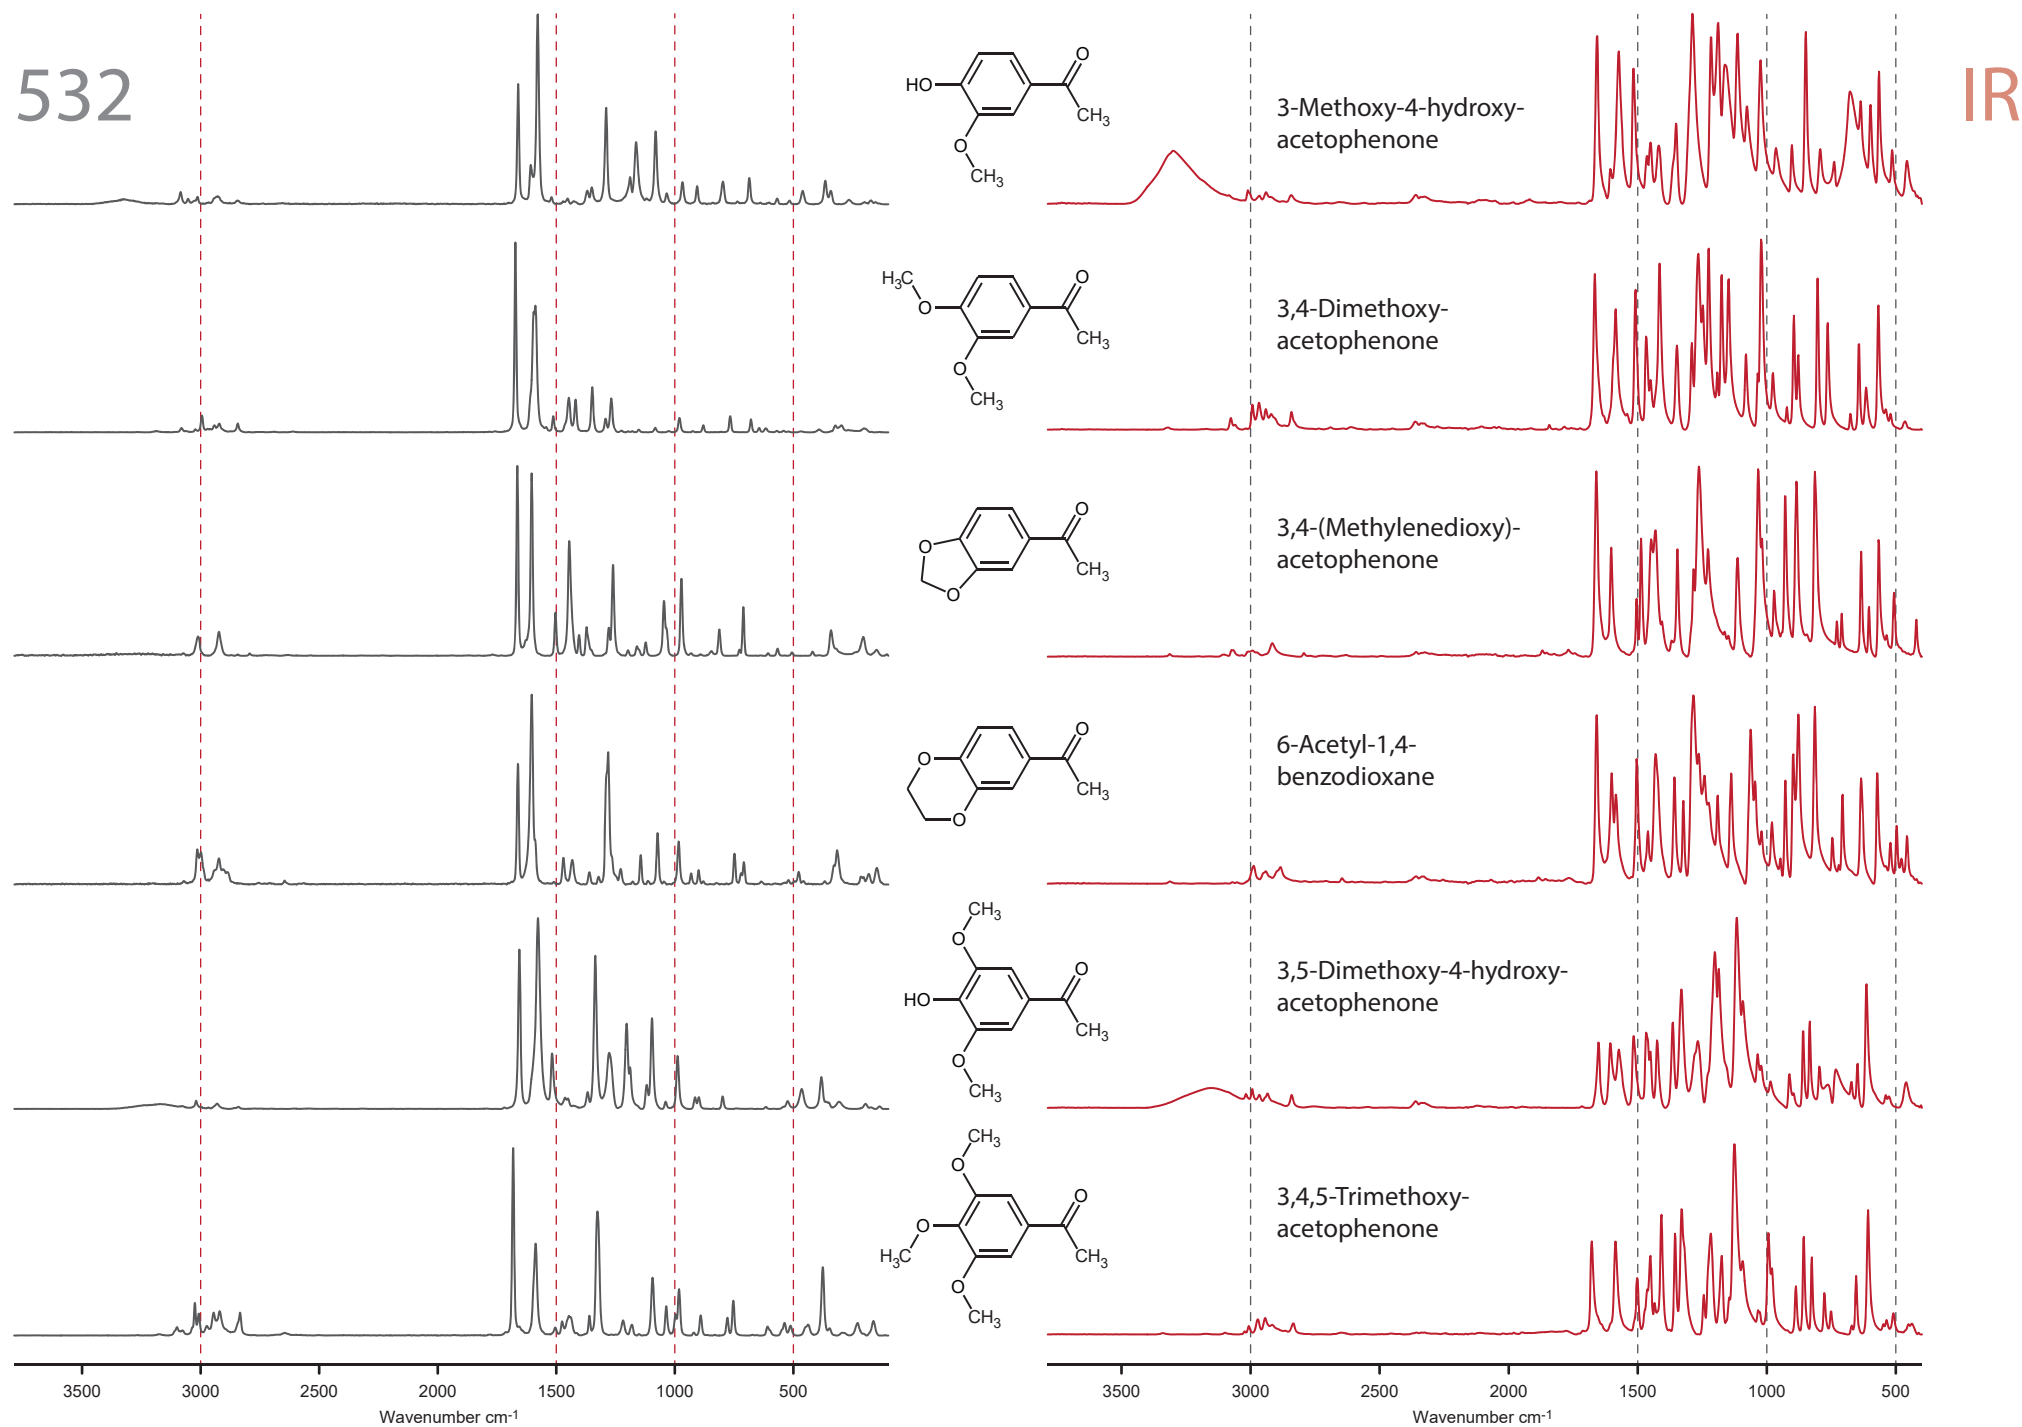 532
IR
HO
O
CH3
O
CH3
3-Methoxy-4-hydroxy-
acetophenone
H3C
O
O
CH3
O
CH3
3,4-Dimethoxy-
acetophenone
O
O
O
CH3
3,4-(Methylenedioxy)-
acetophenone
O
O
O
CH3
6-Acetyl-1,4-
benzodioxane
CH3
O
O
HO
CH3
O
CH3
3,5-Dimethoxy-4-hydroxy-
acetophenone
CH3
O
O
O
H3C
CH3
O
CH3
3,4,5-Trimethoxy-
acetophenone
3500 3000 2500 2000 1500 1000 500
Wavenumber cm-1
3500 3000 2500 2000 1500 1000 500
Wavenumber cm-1